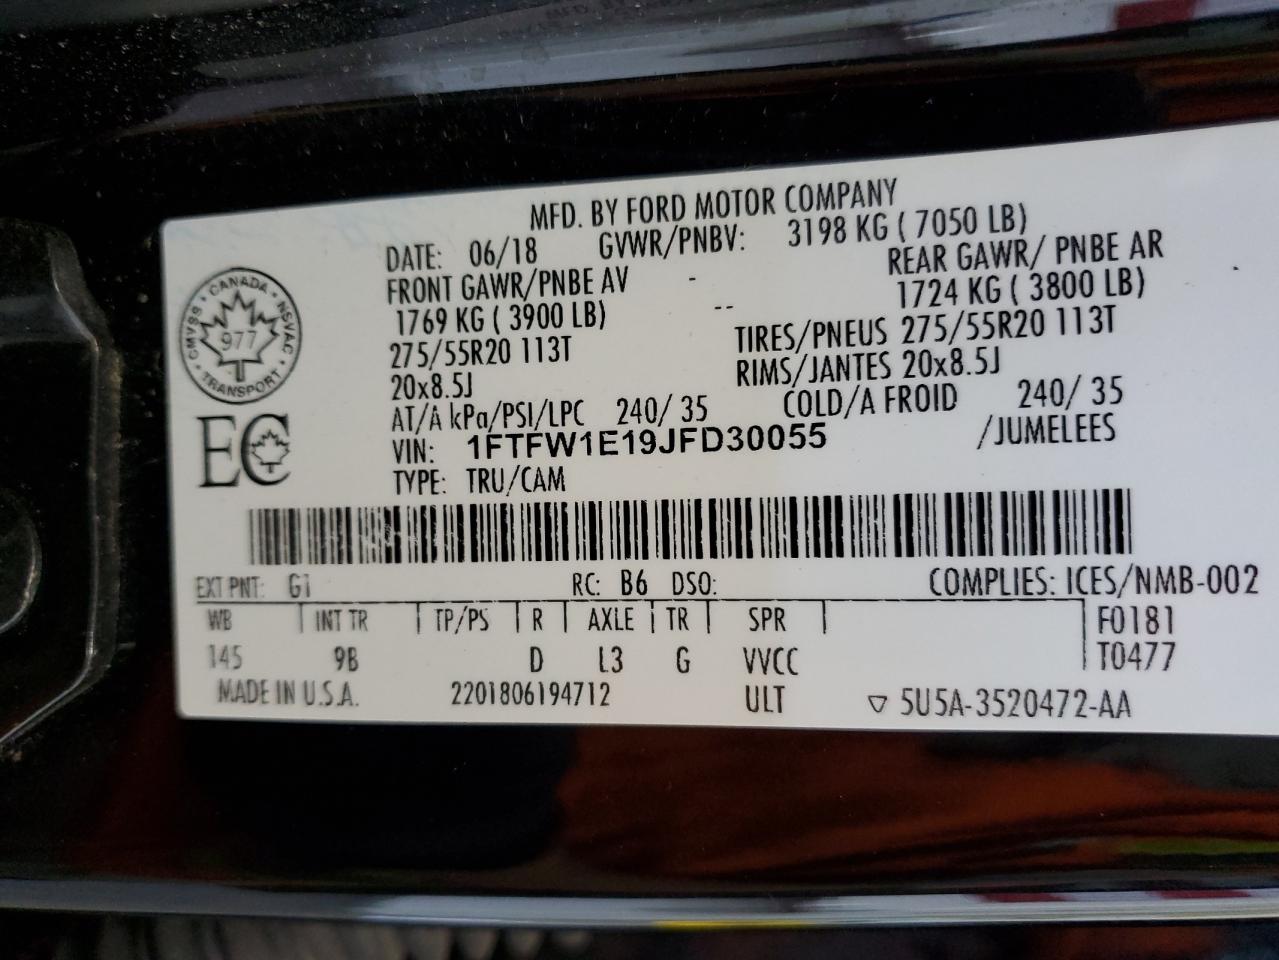 MFD. BY FORD MOTOR COMPANY
DATE: 06/18 GVWR/PNBV: 3198 KG ( 7050 LB)
FRONT GAWR/PNBE AV - REAR GAWR/ PNBE AR
1769 KG ( 3900 LB) -- 1724 KG ( 3800 LB)
275/55R20 113T TIRES/PNEUS 275/55R20 113T
20x8.5J RIMS/JANTES 20x8.5J
AT/A kPa/PSI/LPC 240/ 35 COLD/A FROID 240/ 35
VIN: 1FTFW1E19JFD30055 /JUMELEES
TYPE: TRU/CAM
CMVSS • CANADA • NSVAC • TRANSPORT •
977
EC
EXT PNT: G1 RC: B6 DSO: COMPLIES: ICES/NMB-002
WB INT TR TP/PS R AXLE TR SPR F0181
145 9B D L3 G VVCC T0477
MADE IN U.S.A. 2201806194712 ULT ▽ 5U5A-3520472-AA